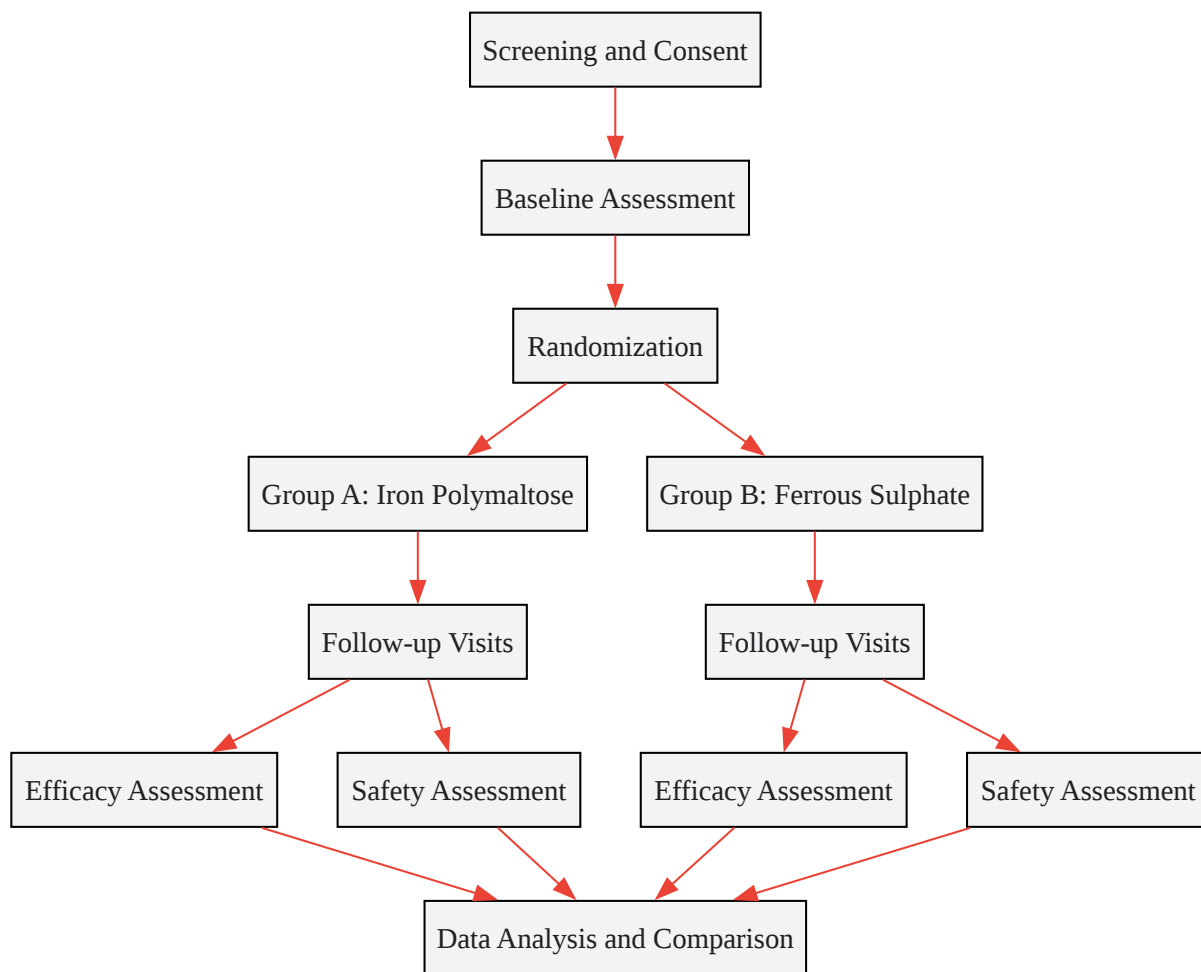 Screening and Consent
Baseline Assessment
Randomization
Group A: Iron Polymaltose
Group B: Ferrous Sulphate
Follow-up Visits
Follow-up Visits
Efficacy Assessment
Safety Assessment
Efficacy Assessment
Safety Assessment
Data Analysis and Comparison